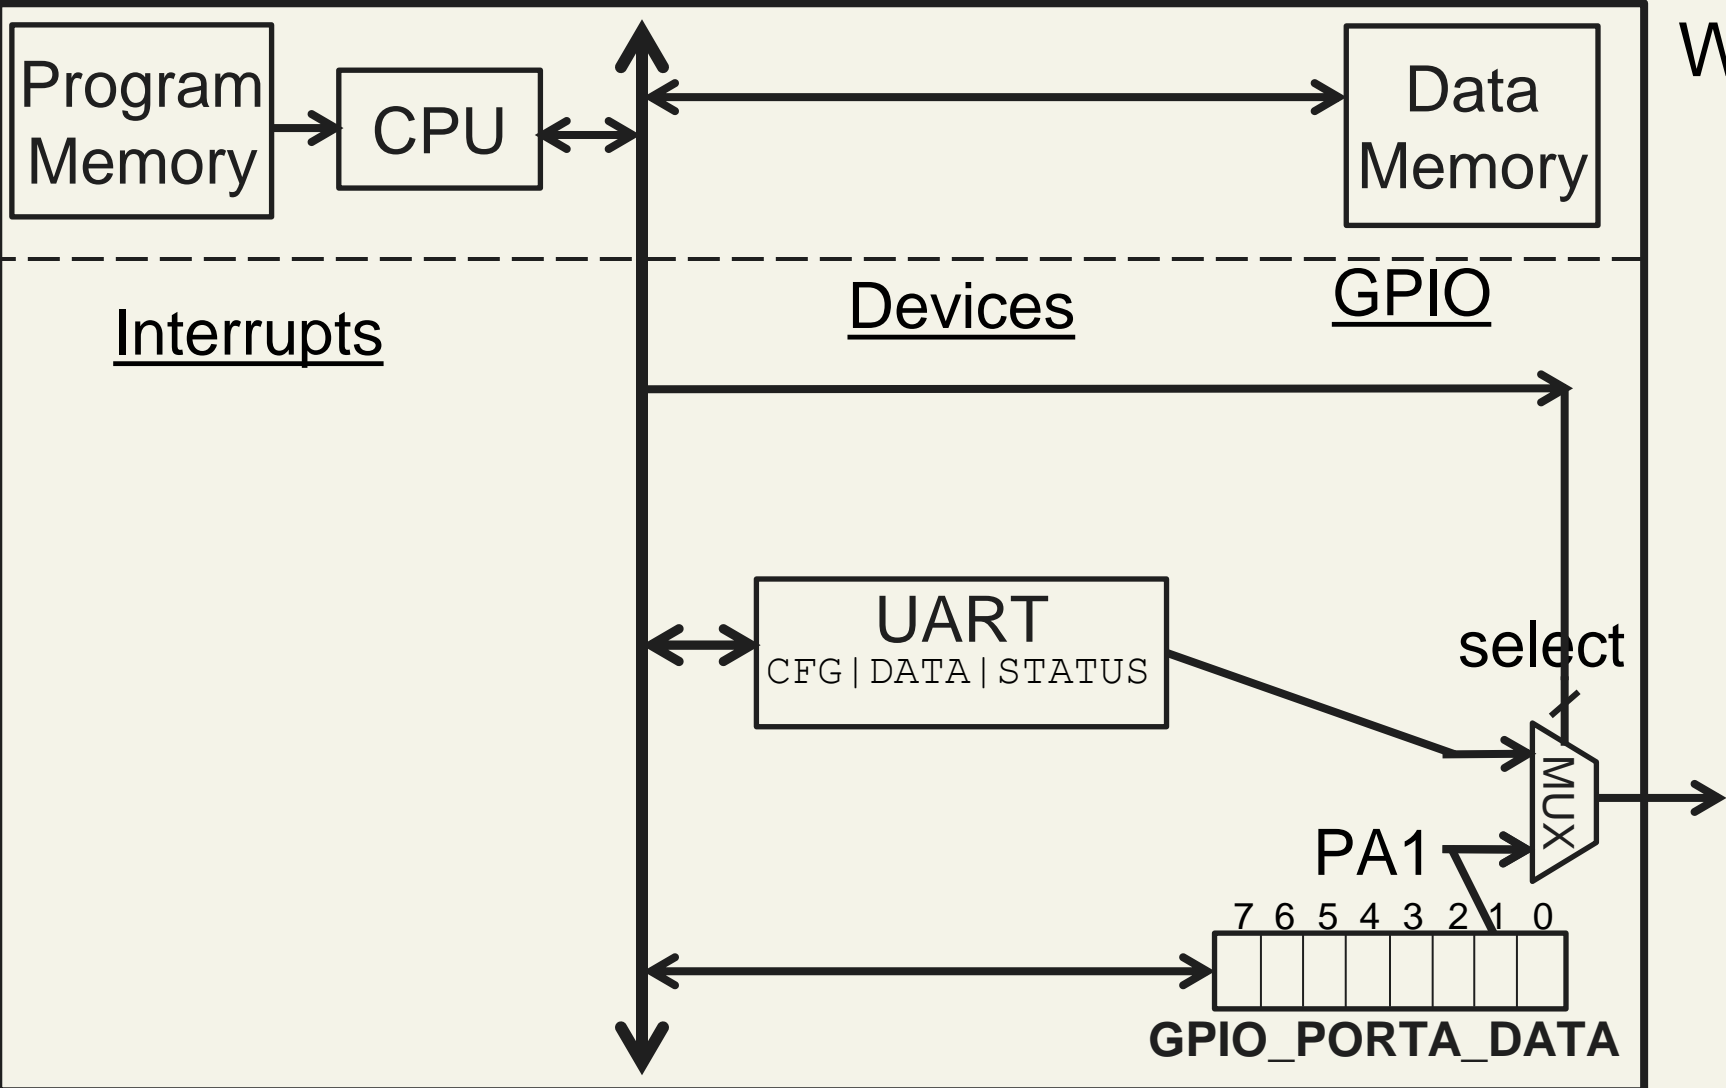 Program
Memory
CPU
Data
Memory
Interrupts
Devices
GPIO
UART
CFG|DATA|STATUS
select
MUX
PA1
7 6 5 4 3 2 1 0
GPIO_PORTA_DATA